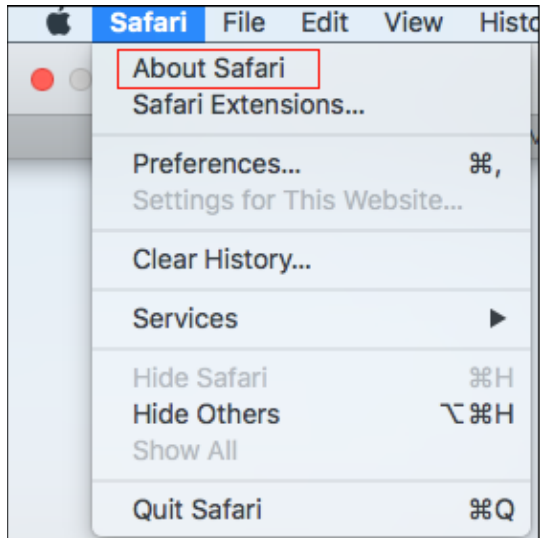 Safari File Edit View Histo
About Safari
Safari Extensions...
Preferences... ⌘,
Settings for This Website...
Clear History...
Services ▶
Hide Safari ⌘H
Hide Others ⌥⌘H
Show All
Quit Safari ⌘Q